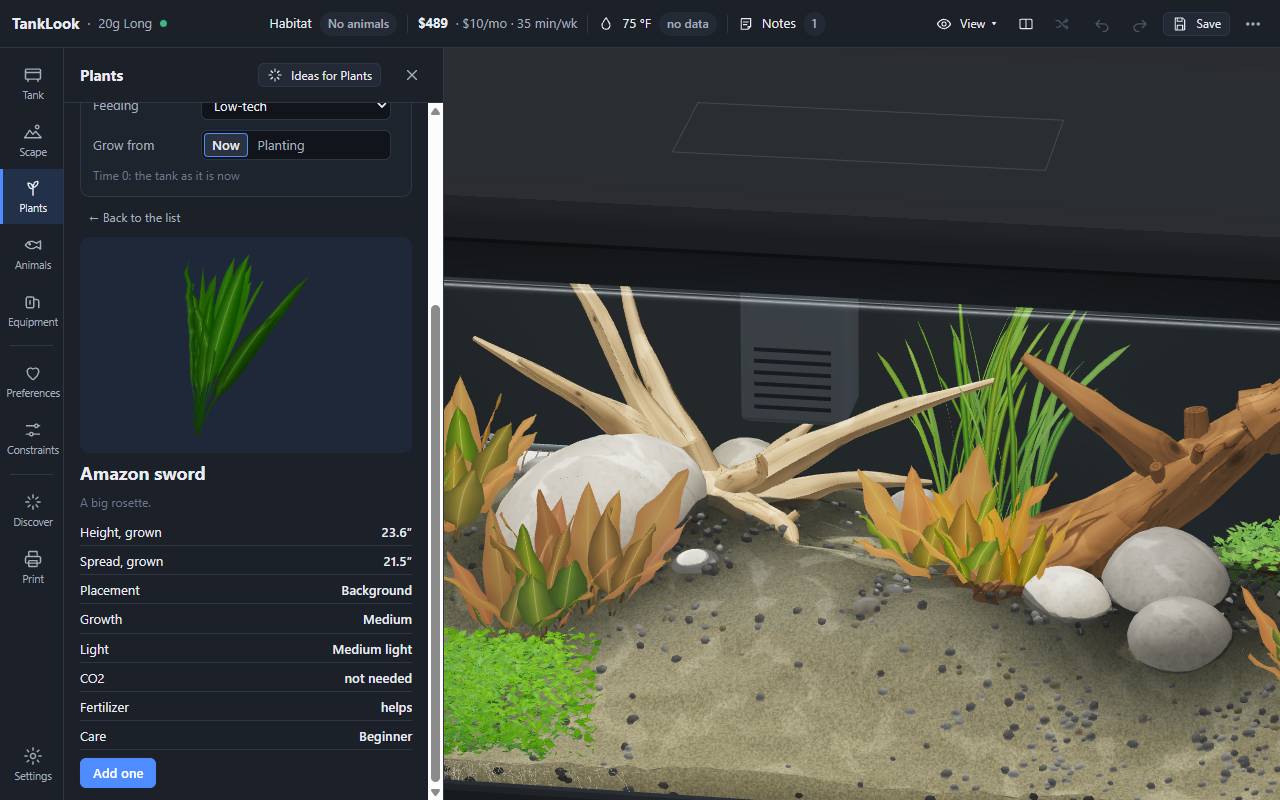 TankLook · 20g Long
Habitat No animals
$489 · $10/mo · 35 min/wk
75 °F no data
Notes 1
View
Save
Tank
Scape
Plants
Animals
Equipment
Preferences
Constraints
Discover
Print
Settings
Plants
Ideas for Plants
Feeding Low-tech
Grow from Now Planting
Time 0: the tank as it is now
← Back to the list
Amazon sword
A big rosette.
Height, grown 23.6″
Spread, grown 21.5″
Placement Background
Growth Medium
Light Medium light
CO2 not needed
Fertilizer helps
Care Beginner
Add one